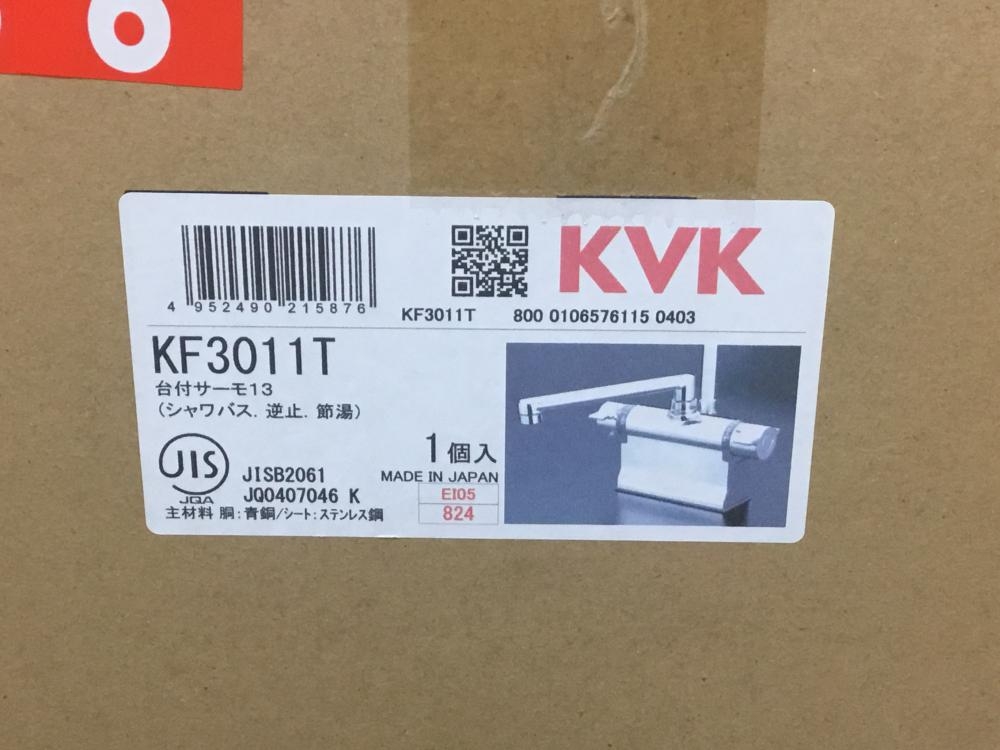 6
KVK
4 952490 215876
KF3011T 800 0106576115 0403
KF3011T
台付サーモ13
(シャワバス. 逆止. 節湯)
1個入
JIS
JQA
JISB2061
JQ0407046 K
MADE IN JAPAN
EI05
824
主材料 胴:青銅/シート:ステンレス鋼